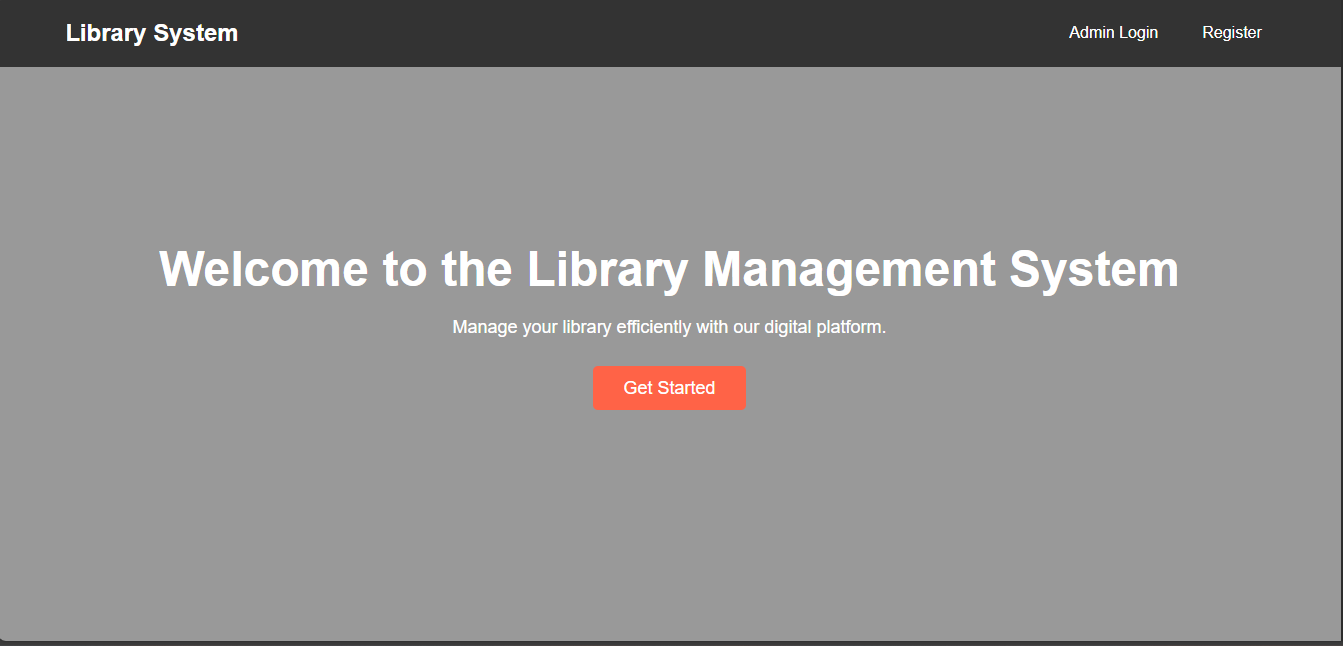 Library System
Admin Login
Register
Welcome to the Library Management System
Manage your library efficiently with our digital platform.
Get Started